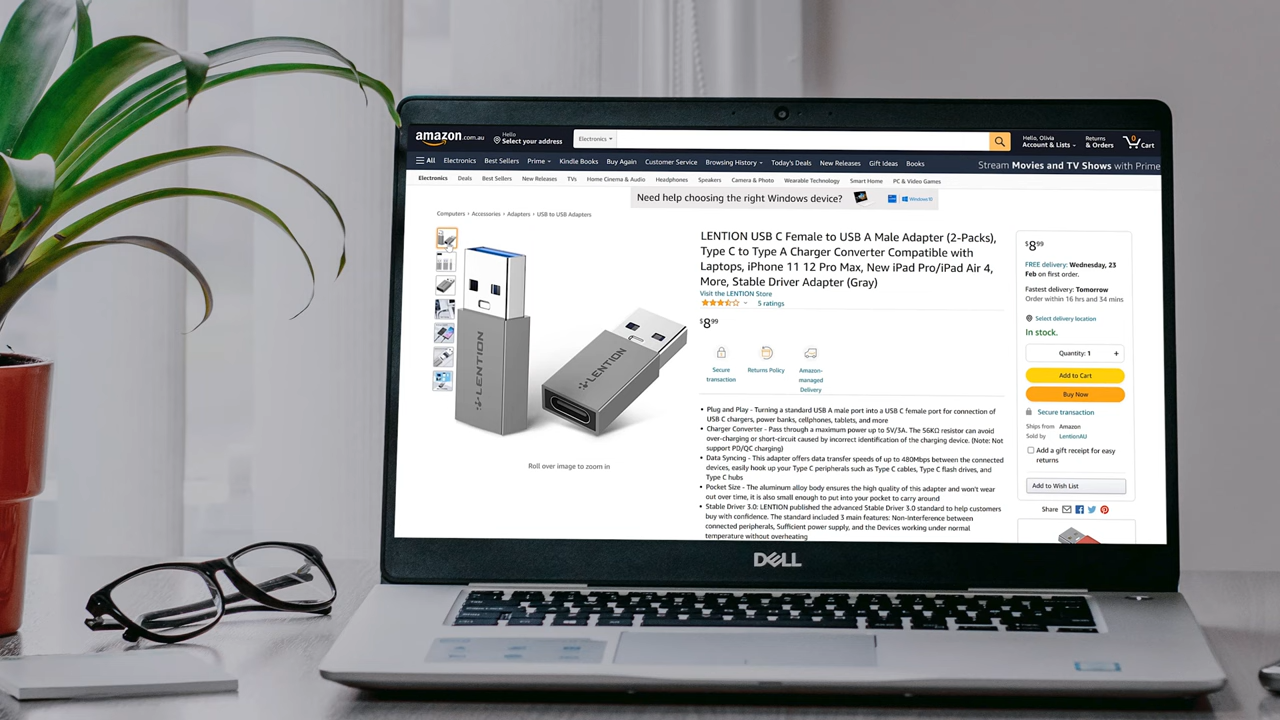 amazon.com.au
Hello
Select your address
Electronics
Hello, Olivia
Account & Lists
Returns
& Orders
0
Cart
All Electronics Best Sellers Prime Kindle Books Buy Again Customer Service Browsing History Today's Deals New Releases Gift Ideas Books
Stream Movies and TV Shows with Prime
Electronics Deals Best Sellers New Releases TVs Home Cinema & Audio Headphones Speakers Camera & Photo Wearable Technology Smart Home PC & Video Games
Need help choosing the right Windows device?
Windows 10
Computers › Accessories › Adapters › USB to USB Adapters
LENTION
LENTION
Roll over image to zoom in
LENTION USB C Female to USB A Male Adapter (2-Packs),
Type C to Type A Charger Converter Compatible with
Laptops, iPhone 11 12 Pro Max, New iPad Pro/iPad Air 4,
More, Stable Driver Adapter (Gray)
Visit the LENTION Store
5 ratings
$8.99
Secure
transaction
Returns Policy
Amazon-
managed
Delivery
• Plug and Play - Turning a standard USB A male port into a USB C female port for connection of
USB C chargers, power banks, cellphones, tablets, and more
• Charger Converter - Pass through a maximum power up to 5V/3A. The 56KΩ resistor can avoid
over-charging or short-circuit caused by incorrect identification of the charging device. (Note: Not
support PD/QC charging)
• Data Syncing - This adapter offers data transfer speeds of up to 480Mbps between the connected
devices, easily hook up your Type C peripherals such as Type C cables, Type C flash drives, and
Type C hubs
• Pocket Size - The aluminum alloy body ensures the high quality of this adapter and won't wear
out over time, it is also small enough to put into your pocket to carry around
• Stable Driver 3.0: LENTION published the advanced Stable Driver 3.0 standard to help customers
buy with confidence. The standard included 3 main features: Non-interference between
connected peripherals, Sufficient power supply, and the Devices working under normal
temperature without overheating
$8.99
FREE delivery: Wednesday, 23
Feb on first order.
Fastest delivery: Tomorrow
Order within 16 hrs and 34 mins
Select delivery location
In stock.
Quantity: 1 +
Add to Cart
Buy Now
Secure transaction
Ships from Amazon
Sold by LentionAU
Add a gift receipt for easy
returns
Add to Wish List
Share
DELL